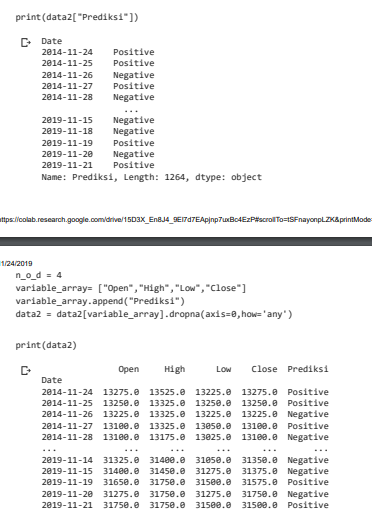 print(data2["Prediksi"])
Date
2014-11-24 Positive
2014-11-25 Positive
2014-11-26 Negative
2014-11-27 Positive
2014-11-28 Negative
...
2019-11-15 Negative
2019-11-18 Negative
2019-11-19 Positive
2019-11-20 Negative
2019-11-21 Positive
Name: Prediksi, Length: 1264, dtype: object
ttps://colab.research.google.com/drive/15D3X_En8J4_9EI7d7EApjnp7uxBc4EzP#scrollTo=tSFnayonpLZK&printMode=
1/24/2019
n_o_d = 4
variable_array= ["Open","High","Low","Close"]
variable_array.append("Prediksi")
data2 = data2[variable_array].dropna(axis=0,how='any')
print(data2)
Open High Low Close Prediksi
Date
2014-11-24 13275.0 13525.0 13225.0 13275.0 Positive
2014-11-25 13250.0 13325.0 13250.0 13250.0 Positive
2014-11-26 13225.0 13325.0 13225.0 13225.0 Negative
2014-11-27 13100.0 13325.0 13050.0 13100.0 Positive
2014-11-28 13100.0 13175.0 13025.0 13100.0 Negative
... ... ... ... ... ...
2019-11-14 31325.0 31400.0 31050.0 31350.0 Negative
2019-11-15 31400.0 31450.0 31275.0 31375.0 Negative
2019-11-19 31650.0 31750.0 31500.0 31575.0 Positive
2019-11-20 31275.0 31750.0 31275.0 31750.0 Negative
2019-11-21 31750.0 31750.0 31500.0 31500.0 Positive